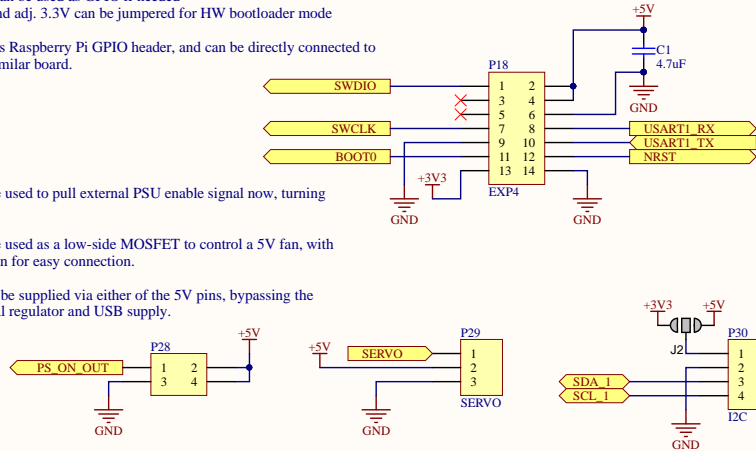 nd adj. 3.3V can be jumpered for HW bootloader mode
s Raspberry Pi GPIO header, and can be directly connected to
milar board.
used to pull external PSU enable signal now, turning
used as a low-side MOSFET to control a 5V fan, with
n for easy connection.
be supplied via either of the 5V pins, bypassing the
l regulator and USB supply.
+5V
C1
4.7uF
GND
P18
SWDIO
1 2
3 4
5 6
SWCLK
7 8
USART1_RX
9 10
USART1_TX
BOOT0
11 12
NRST
+3V3
13 14
EXP4
GND
GND
+5V
P28
PS_ON_OUT
1 2
3 4
GND
+5V
P29
SERVO
1
2
3
SERVO
GND
+3V3
+5V
P30
J2
1
2
SDA_1
3
SCL_1
4
I2C
GND